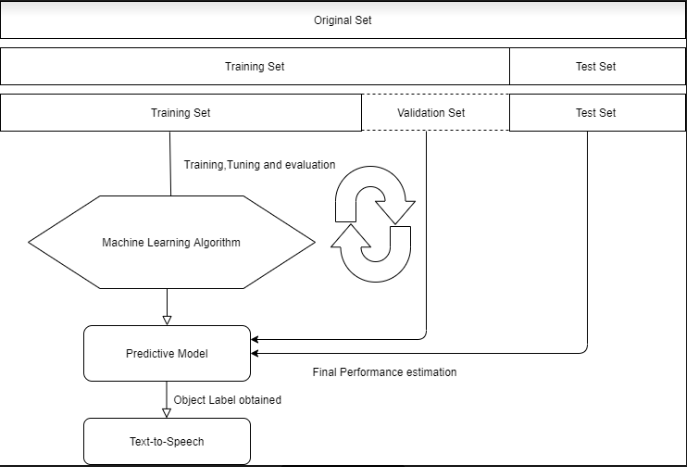 Original Set
Training Set
Test Set
Training Set
Validation Set
Test Set
Training,Tuning and evaluation
Machine Learning Algorithm
Predictive Model
Final Performance estimation
Object Label obtained
Text-to-Speech